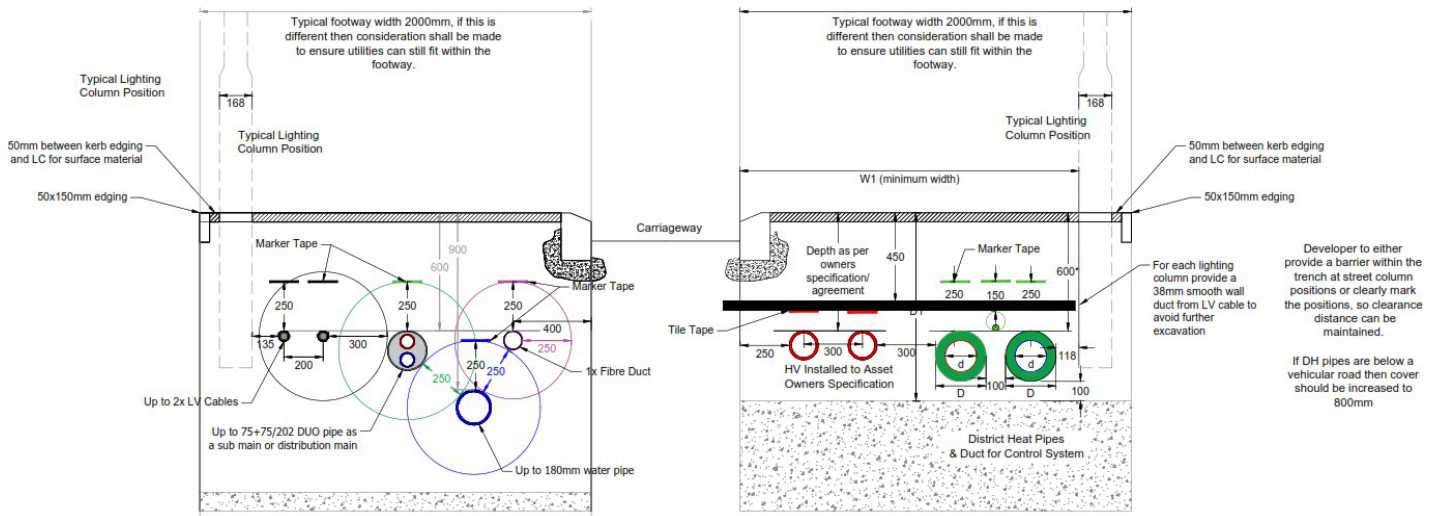 Typical footway width 2000mm, if this is
different then consideration shall be made
to ensure utilities can still fit within the
footway.
Typical Lighting
Column Position
168
Typical Lighting
Column Position
50mm between kerb edging
and LC for surface material
50x150mm edging
Marker Tape
900
600
Carriageway
Marker Tape
250
250
250
400
135
300
200
250
250
250
250
1x Fibre Duct
Up to 2x LV Cables
Up to 75+75/202 DUO pipe as
a sub main or distribution main
Up to 180mm water pipe
Typical footway width 2000mm, if this is
different then consideration shall be made
to ensure utilities can still fit within the
footway.
168
Typical Lighting
Column Position
50mm between kerb edging
and LC for surface material
W1 (minimum width)
50x150mm edging
Depth as per
owners
specification/
agreement
450
Marker Tape
600*
250
150
250
For each lighting
column provide a
38mm smooth wall
duct from LV cable to
avoid further
excavation
Developer to either
provide a barrier within the
trench at street column
positions or clearly mark
the positions, so clearance
distance can be
maintained.
If DH pipes are below a
vehicular road then cover
should be increased to
800mm
Tile Tape
D1
250
300
300
118
HV Installed to Asset
Owners Specification
d
d
100
D
D
100
District Heat Pipes
& Duct for Control System